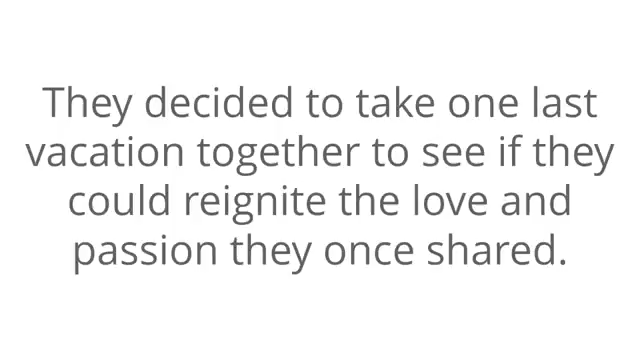 They decided to take one last
vacation together to see if they
could reignite the love and
passion they once shared.